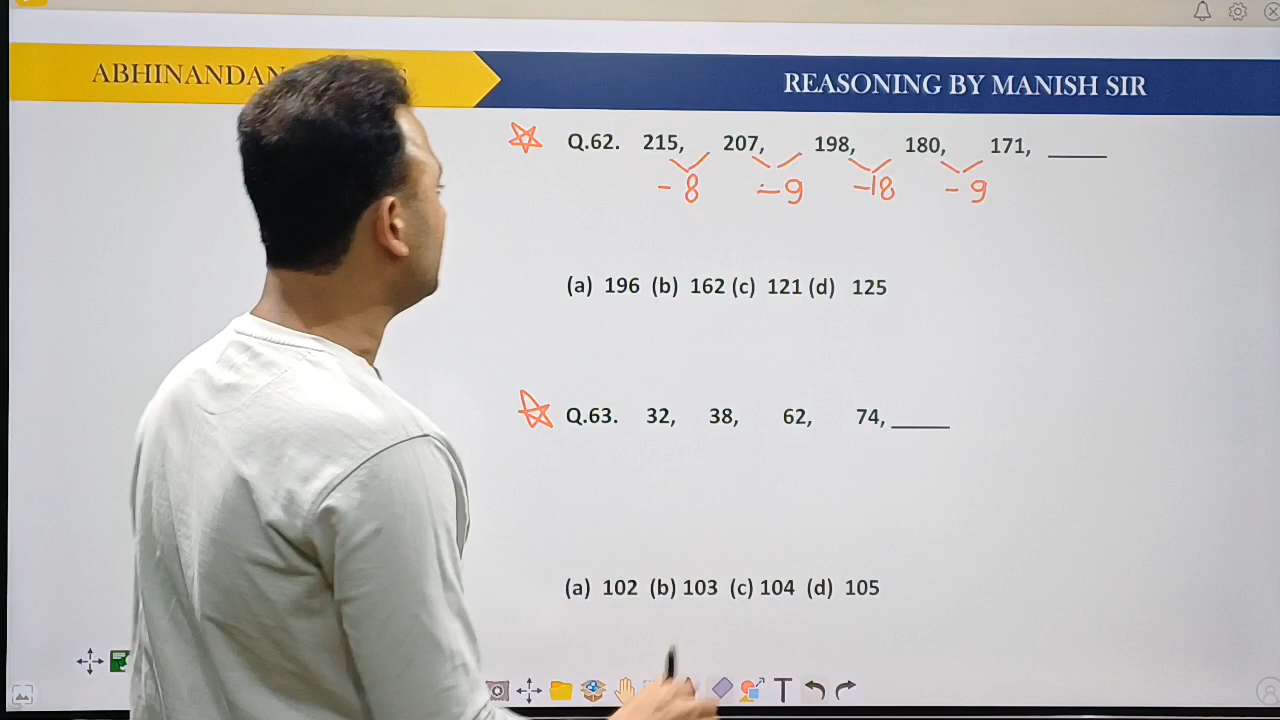 ABHINANDAN
REASONING BY MANISH SIR
Q.62. 215, 207, 198, 180, 171, ______
-8 -9 -18 -9
(a) 196 (b) 162 (c) 121 (d) 125
Q.63. 32, 38, 62, 74, ______
(a) 102 (b) 103 (c) 104 (d) 105
T